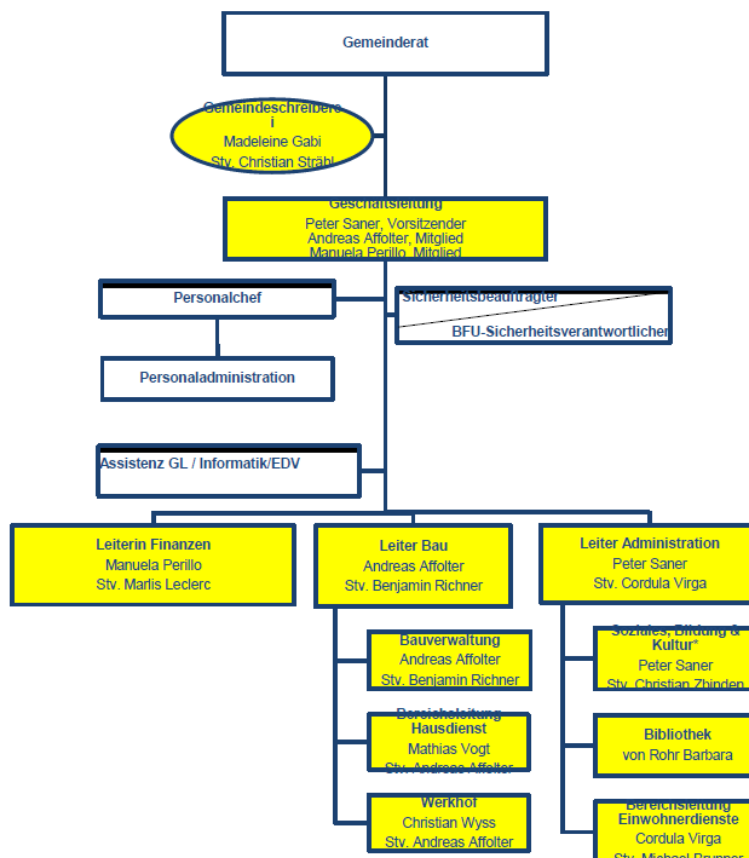 Gemeinderat
Gemeindeschreibere
i
Madeleine Gabi
Stv. Christian Sträbl
Geschäftsleitung
Peter Saner, Vorsitzender
Andreas Affolter, Mitglied
Manuela Perillo, Mitglied
Personalchef
Sicherheitsbeauftragter
BFU-Sicherheitsverantwortlicher
Personaladministration
Assistenz GL / Informatik/EDV
Leiterin Finanzen
Manuela Perillo
Stv. Marlis Leclerc
Leiter Bau
Andreas Affolter
Stv. Benjamin Richner
Leiter Administration
Peter Saner
Stv. Cordula Virga
Bauverwaltung
Andreas Affolter
Stv. Benjamin Richner
Soziales, Bildung &
Kultur*
Peter Saner
Stv. Christian Zbinden
Bereichsleitung
Hausdienst
Mathias Vogt
Stv. Andreas Affolter
Bibliothek
von Rohr Barbara
Werkhof
Christian Wyss
Stv. Andreas Affolter
Bereichsleitung
Einwohnerdienste
Cordula Virga
Stv. Michael Brunner